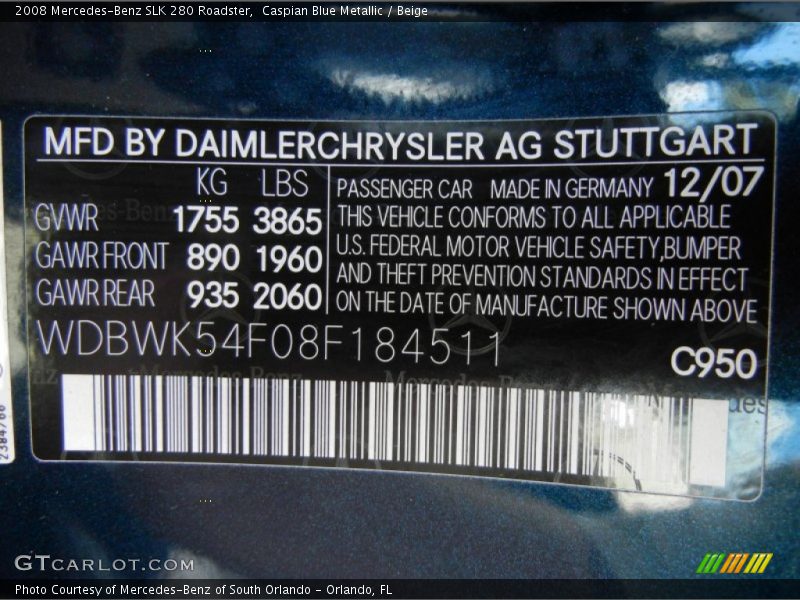 2008 Mercedes-Benz SLK 280 Roadster, Caspian Blue Metallic / Beige
MFD BY DAIMLERCHRYSLER AG STUTTGART
KG LBS
GVWR 1755 3865
GAWR FRONT 890 1960
GAWR REAR 935 2060
PASSENGER CAR MADE IN GERMANY 12/07
THIS VEHICLE CONFORMS TO ALL APPLICABLE
U.S. FEDERAL MOTOR VEHICLE SAFETY,BUMPER
AND THEFT PREVENTION STANDARDS IN EFFECT
ON THE DATE OF MANUFACTURE SHOWN ABOVE
WDBWK54F08F184511
C950
GTCARLOT.COM
Photo Courtesy of Mercedes-Benz of South Orlando - Orlando, FL